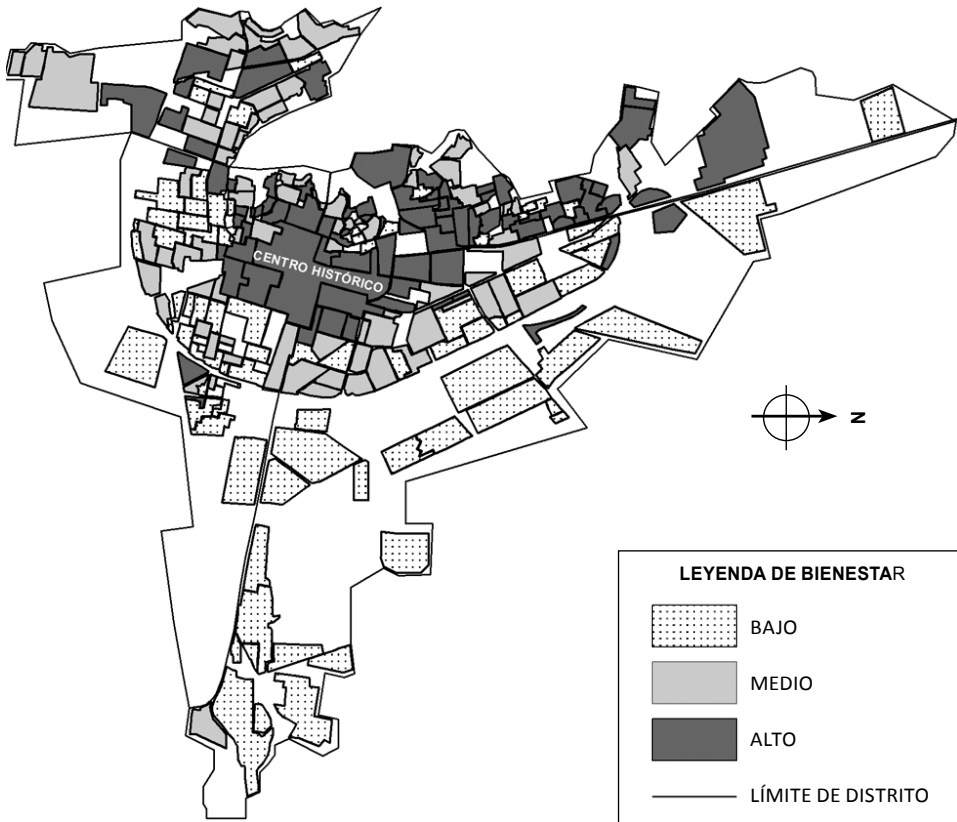 CENTRO HISTÓRICO
N
LEYENDA DE BIENESTAR
BAJO
MEDIO
ALTO
LÍMITE DE DISTRITO